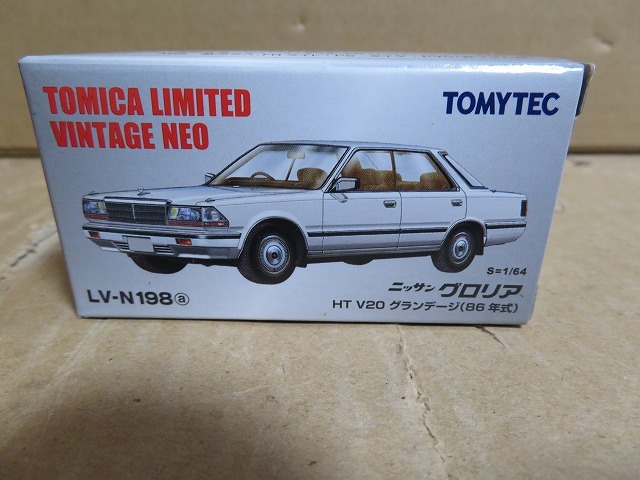 TOMICA LIMITED
VINTAGE NEO
TOMYTEC
S=1/64
LV-N198ⓐ
ニッサン グロリア
HT V20 グランデージ(86年式)